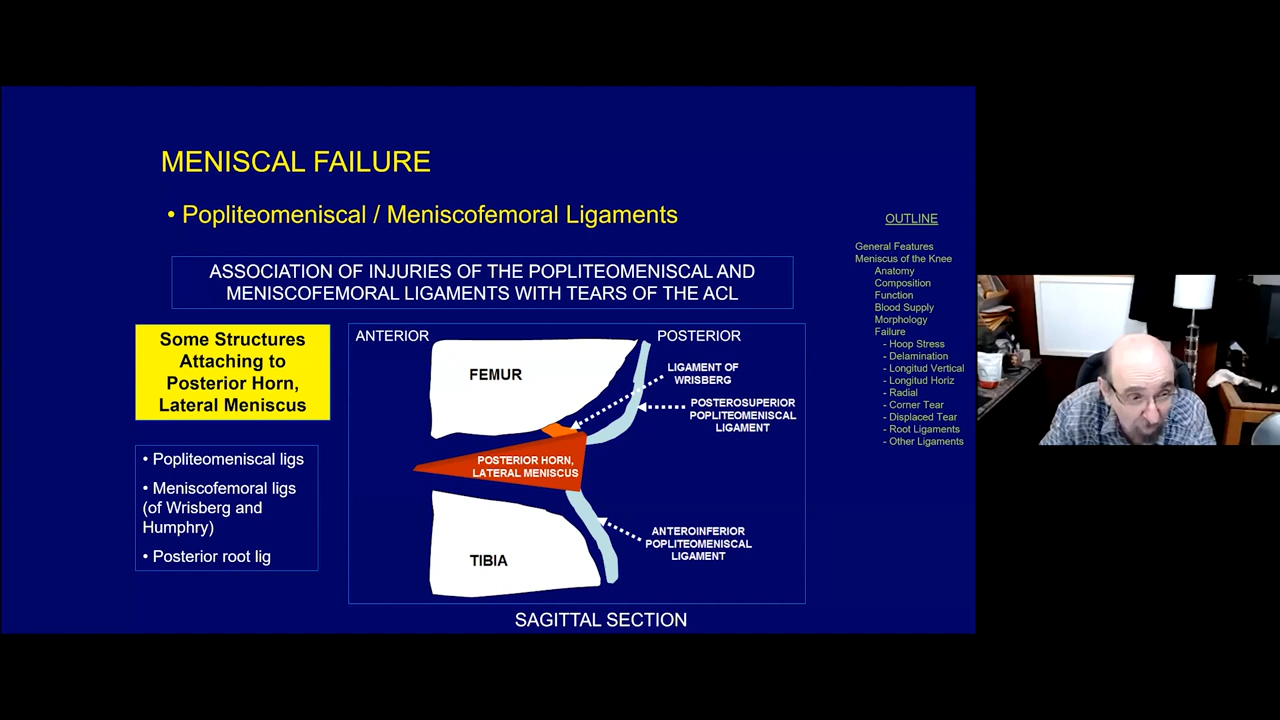 MENISCAL FAILURE
• Popliteomeniscal / Meniscofemoral Ligaments
ASSOCIATION OF INJURIES OF THE POPLITEOMENISCAL AND
MENISCOFEMORAL LIGAMENTS WITH TEARS OF THE ACL
Some Structures
Attaching to
Posterior Horn,
Lateral Meniscus
• Popliteomeniscal ligs
• Meniscofemoral ligs
(of Wrisberg and
Humphry)
• Posterior root lig
ANTERIOR
POSTERIOR
FEMUR
LIGAMENT OF
WRISBERG
POSTEROSUPERIOR
POPLITEOMENISCAL
LIGAMENT
POSTERIOR HORN,
LATERAL MENISCUS
ANTEROINFERIOR
POPLITEOMENISCAL
LIGAMENT
TIBIA
SAGITTAL SECTION
OUTLINE
General Features
Meniscus of the Knee
Anatomy
Composition
Function
Blood Supply
Morphology
Failure
- Hoop Stress
- Delamination
- Longitud Vertical
- Longitud Horiz
- Radial
- Corner Tear
- Displaced Tear
- Root Ligaments
- Other Ligaments